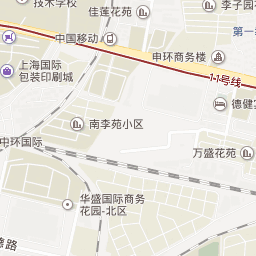 技术学校
佳莲花苑
李子园
第一
中国移动
申环商务楼
上海国际
包装印刷城
11号线
德健
南李苑小区
中环国际
万盛花苑
华盛国际商务
花园-北区
路